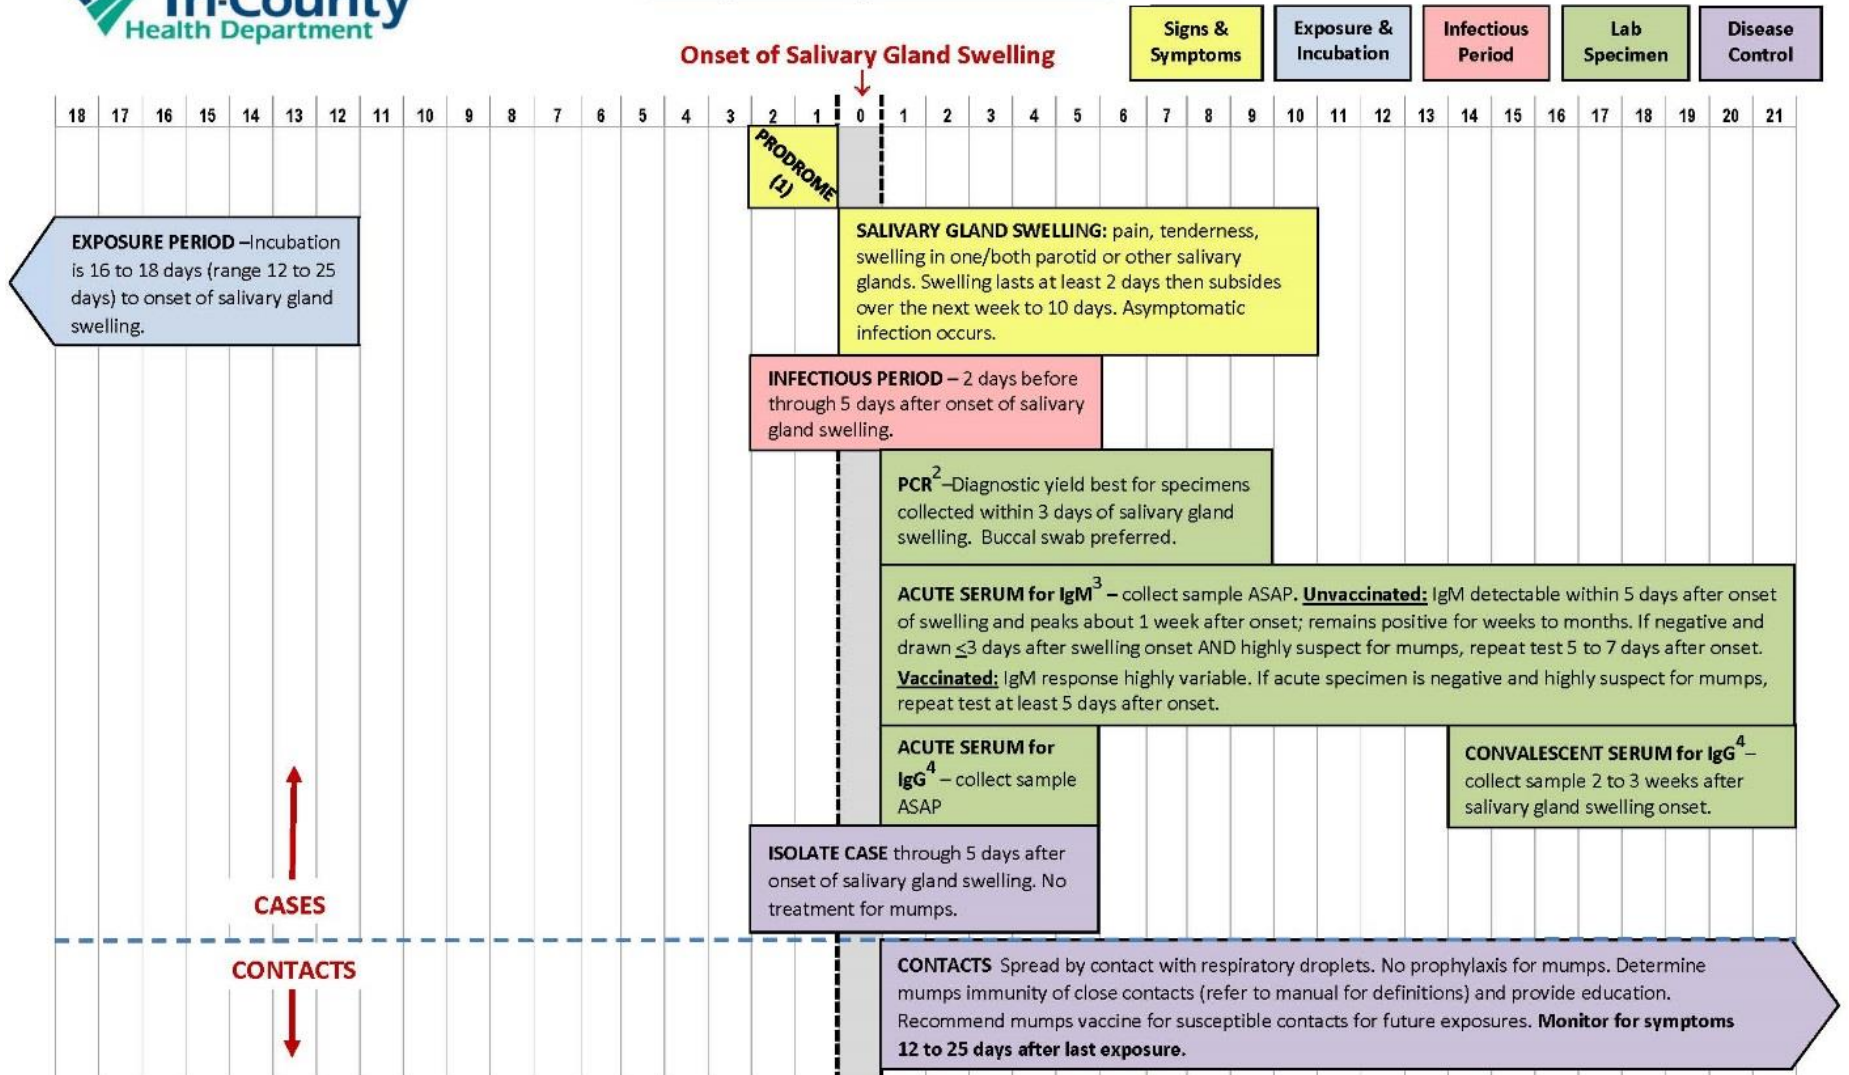 Tri-County
Health Department
Signs &
Symptoms
Exposure &
Incubation
Infectious
Period
Lab
Specimen
Disease
Control
Onset of Salivary Gland Swelling
18 17 16 15 14 13 12 11 10 9 8 7 6 5 4 3 2 1 0 1 2 3 4 5 6 7 8 9 10 11 12 13 14 15 16 17 18 19 20 21
PRODROME
(1)
EXPOSURE PERIOD –Incubation
is 16 to 18 days (range 12 to 25
days) to onset of salivary gland
swelling.
SALIVARY GLAND SWELLING: pain, tenderness,
swelling in one/both parotid or other salivary
glands. Swelling lasts at least 2 days then subsides
over the next week to 10 days. Asymptomatic
infection occurs.
INFECTIOUS PERIOD – 2 days before
through 5 days after onset of salivary
gland swelling.
PCR²–Diagnostic yield best for specimens
collected within 3 days of salivary gland
swelling. Buccal swab preferred.
ACUTE SERUM for IgM³ – collect sample ASAP. Unvaccinated: IgM detectable within 5 days after onset
of swelling and peaks about 1 week after onset; remains positive for weeks to months. If negative and
drawn ≤3 days after swelling onset AND highly suspect for mumps, repeat test 5 to 7 days after onset.
Vaccinated: IgM response highly variable. If acute specimen is negative and highly suspect for mumps,
repeat test at least 5 days after onset.
ACUTE SERUM for
IgG⁴ – collect sample
ASAP
CONVALESCENT SERUM for IgG⁴–
collect sample 2 to 3 weeks after
salivary gland swelling onset.
ISOLATE CASE through 5 days after
onset of salivary gland swelling. No
treatment for mumps.
CASES
CONTACTS
CONTACTS Spread by contact with respiratory droplets. No prophylaxis for mumps. Determine
mumps immunity of close contacts (refer to manual for definitions) and provide education.
Recommend mumps vaccine for susceptible contacts for future exposures. Monitor for symptoms
12 to 25 days after last exposure.